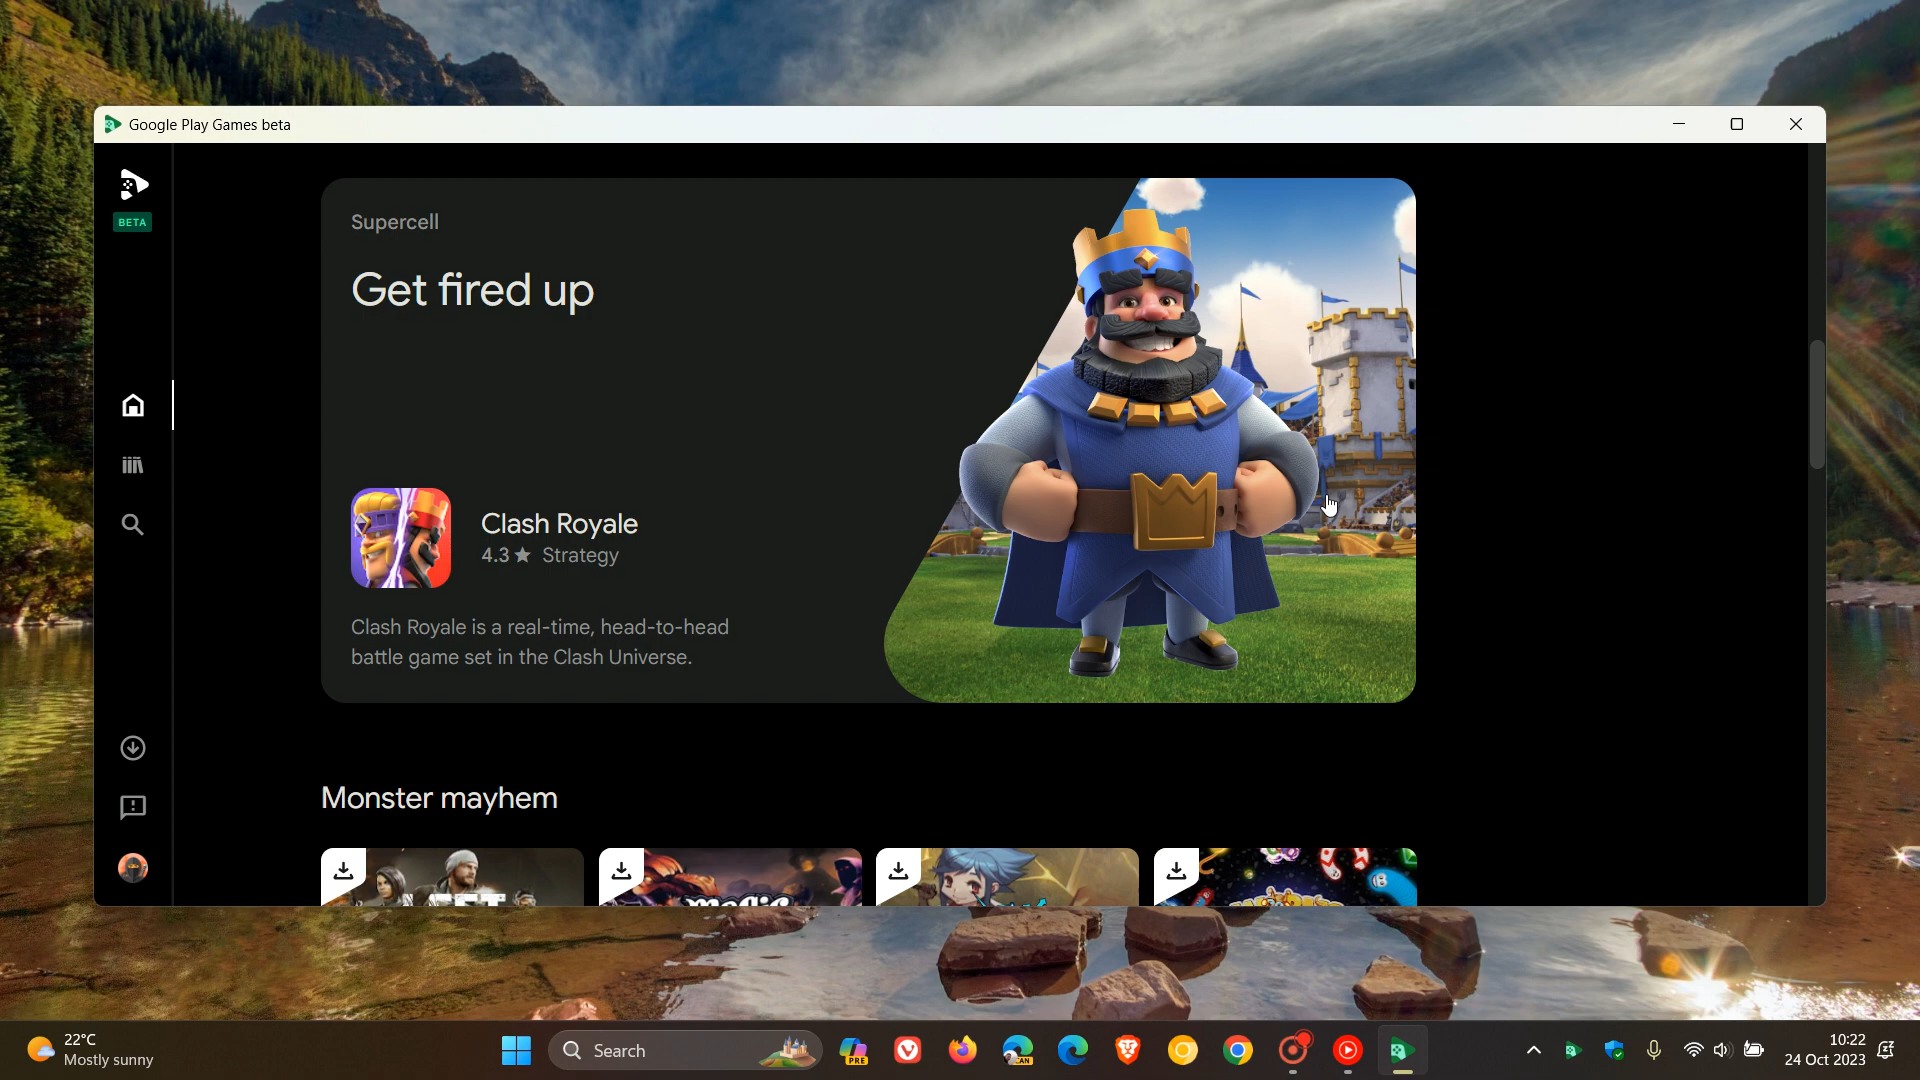 Google Play Games beta
BETA
Supercell
Get fired up
Clash Royale
4.3★ Strategy
Clash Royale is a real-time, head-to-head
battle game set in the Clash Universe.
Monster mayhem
22°C
Mostly sunny
Search
PRE
CAN
10:22
24 Oct 2023